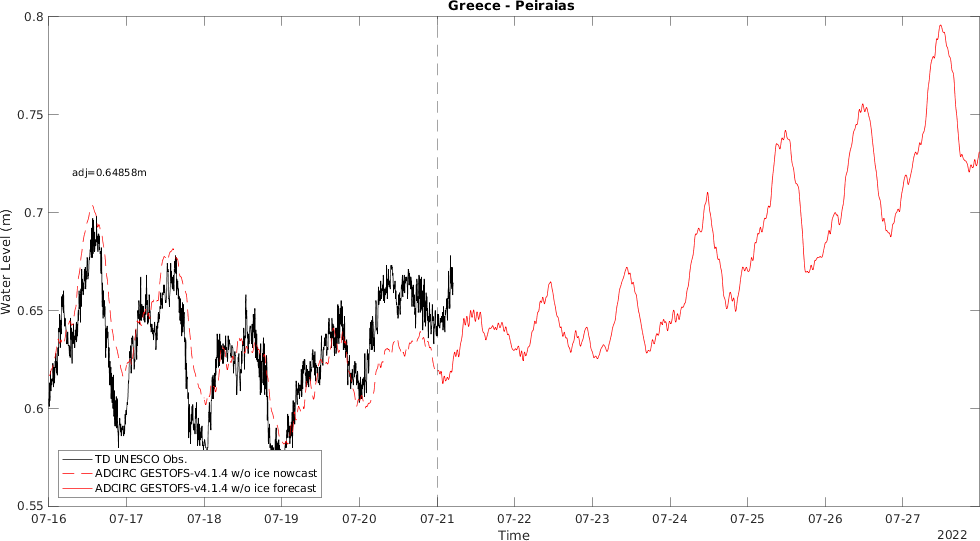 Greece - Peiraias
0.8
0.75
0.7
0.65
0.6
0.55
Water Level (m)
adj=0.64858m
TD UNESCO Obs.
ADCIRC GESTOFS-v4.1.4 w/o ice nowcast
ADCIRC GESTOFS-v4.1.4 w/o ice forecast
07-16 07-17 07-18 07-19 07-20 07-21 07-22 07-23 07-24 07-25 07-26 07-27
Time
2022